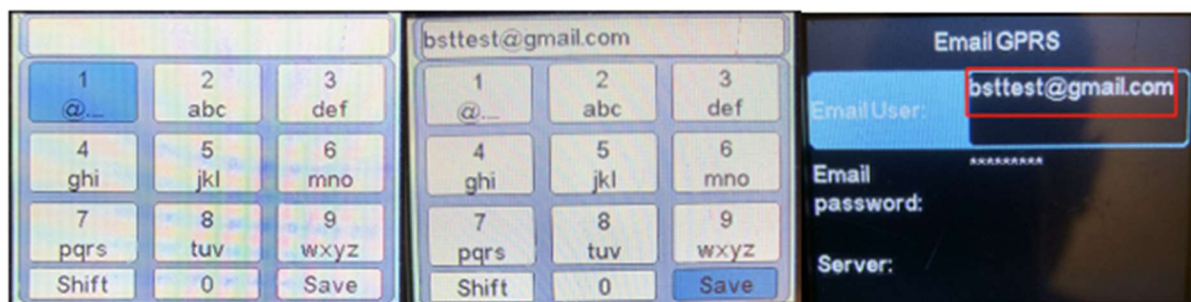 1 2 3
@._ abc def
4 5 6
ghi jkl mno
7 8 9
pqrs tuv wxyz
Shift 0 Save
bsttest@gmail.com
1 2 3
@._ abc def
4 5 6
ghi jkl mno
7 8 9
pqrs tuv wxyz
Shift 0 Save
Email GPRS
bsttest@gmail.com
Email User:
*********
Email
password:
Server: